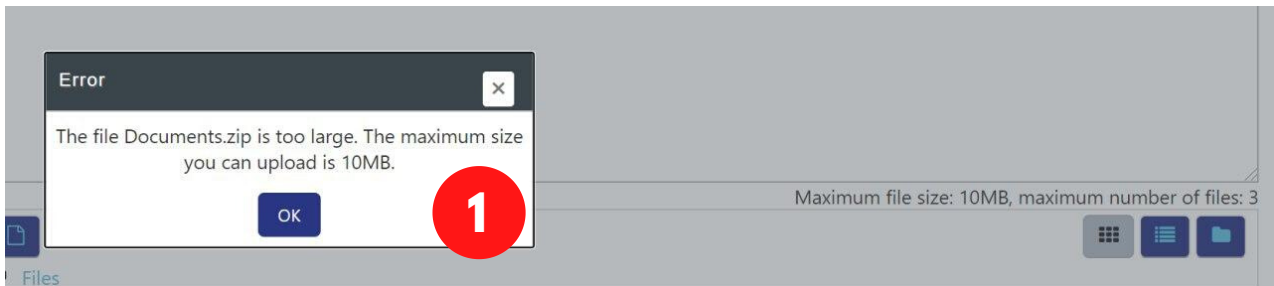 Error
The file Documents.zip is too large. The maximum size
you can upload is 10MB.
OK
1
Maximum file size: 10MB, maximum number of files: 3
Files